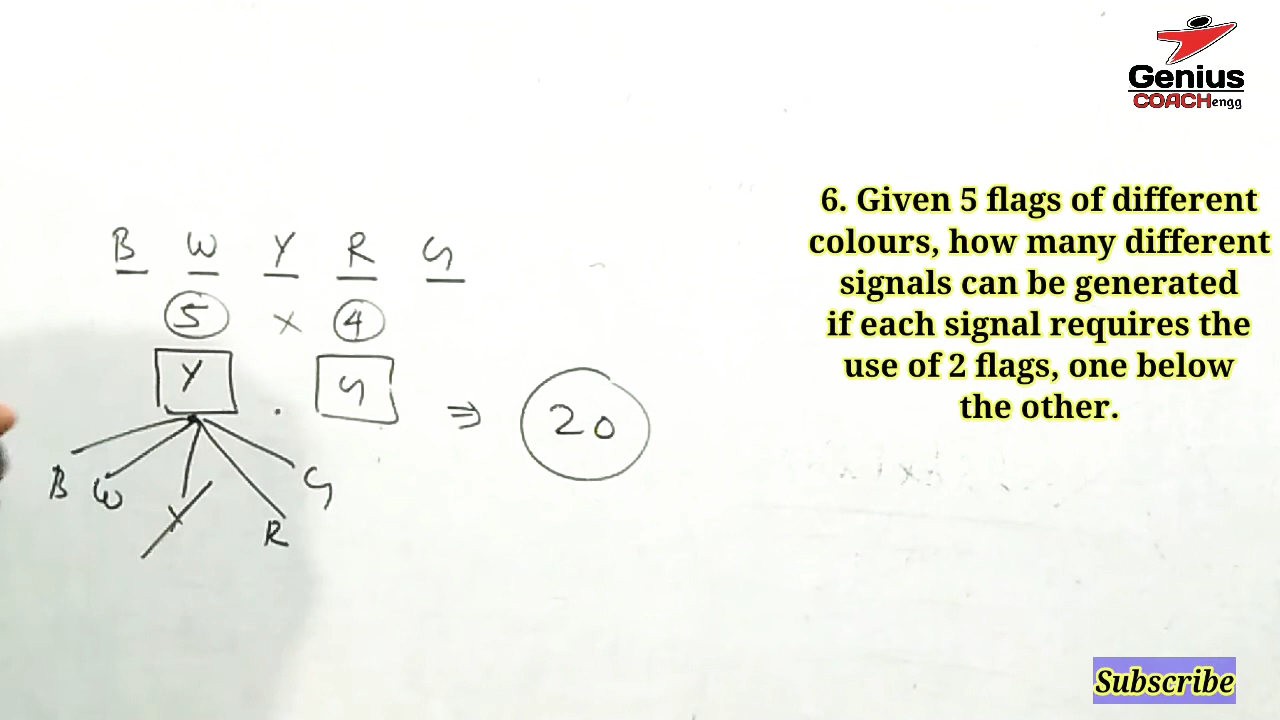 Genius
COACHengg
6. Given 5 flags of different
colours, how many different
signals can be generated
if each signal requires the
use of 2 flags, one below
the other.
B W Y R G
5 × 4
Y . G ⇒ 20
B W Y R G
Subscribe